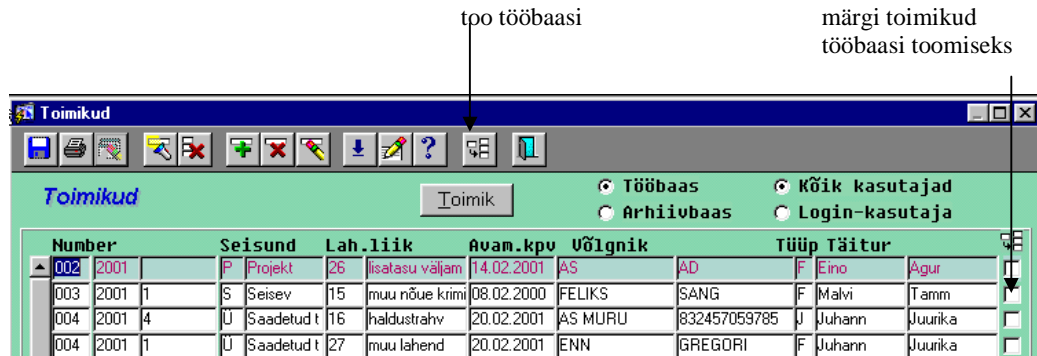 too tööbaasi
märgi toimikud
tööbaasi toomiseks
Toimikud
Toimikud
Toimik
Tööbaas
Kõik kasutajad
Arhiivbaas
Login-kasutaja
Number Seisund Lah.liik Avam.kpv Võlgnik Tüüp Täitur
002 2001 P Projekt 26 lisatasu väljam 14.02.2001 AS AD F Eino Agur
003 2001 1 S Seisev 15 muu nõue krimi 08.02.2000 FELIKS SANG F Malvi Tamm
004 2001 4 Ü Saadetud t 16 haldustrahv 20.02.2001 AS MURU 832457059785 J Juhann Juurika
004 2001 1 Ü Saadetud t 27 muu lahend 20.02.2001 ENN GREGORI F Juhann Juurika